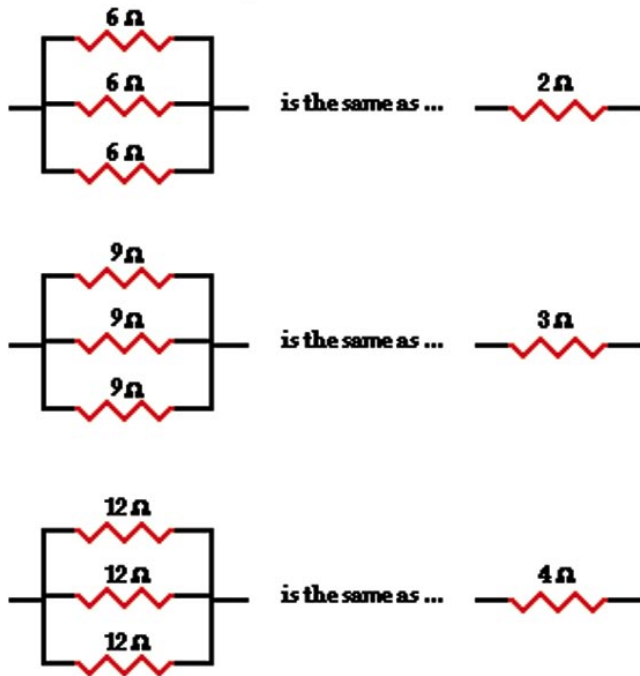 6 Ω
6 Ω is the same as ... 2 Ω
6 Ω
9 Ω
9 Ω is the same as ... 3 Ω
9 Ω
12 Ω
12 Ω is the same as ... 4 Ω
12 Ω